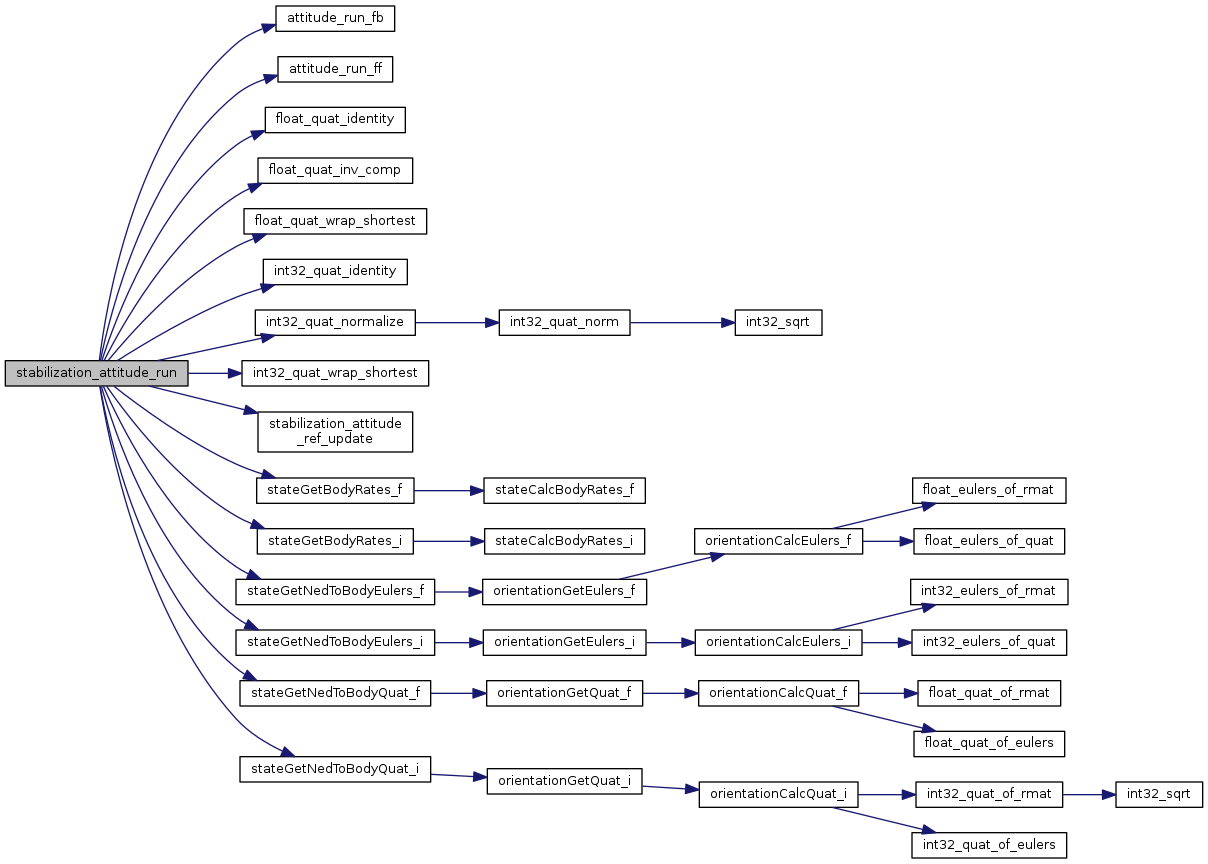 attitude_run_fb
attitude_run_ff
float_quat_identity
float_quat_inv_comp
float_quat_wrap_shortest
int32_quat_identity
int32_quat_normalize
int32_quat_norm
int32_sqrt
stabilization_attitude_run
int32_quat_wrap_shortest
stabilization_attitude
_ref_update
stateGetBodyRates_f
stateCalcBodyRates_f
float_eulers_of_rmat
stateGetBodyRates_i
stateCalcBodyRates_i
orientationCalcEulers_f
float_eulers_of_quat
stateGetNedToBodyEulers_f
orientationGetEulers_f
int32_eulers_of_rmat
stateGetNedToBodyEulers_i
orientationGetEulers_i
orientationCalcEulers_i
int32_eulers_of_quat
stateGetNedToBodyQuat_f
orientationGetQuat_f
orientationCalcQuat_f
float_quat_of_rmat
float_quat_of_eulers
stateGetNedToBodyQuat_i
orientationGetQuat_i
orientationCalcQuat_i
int32_quat_of_rmat
int32_sqrt
int32_quat_of_eulers